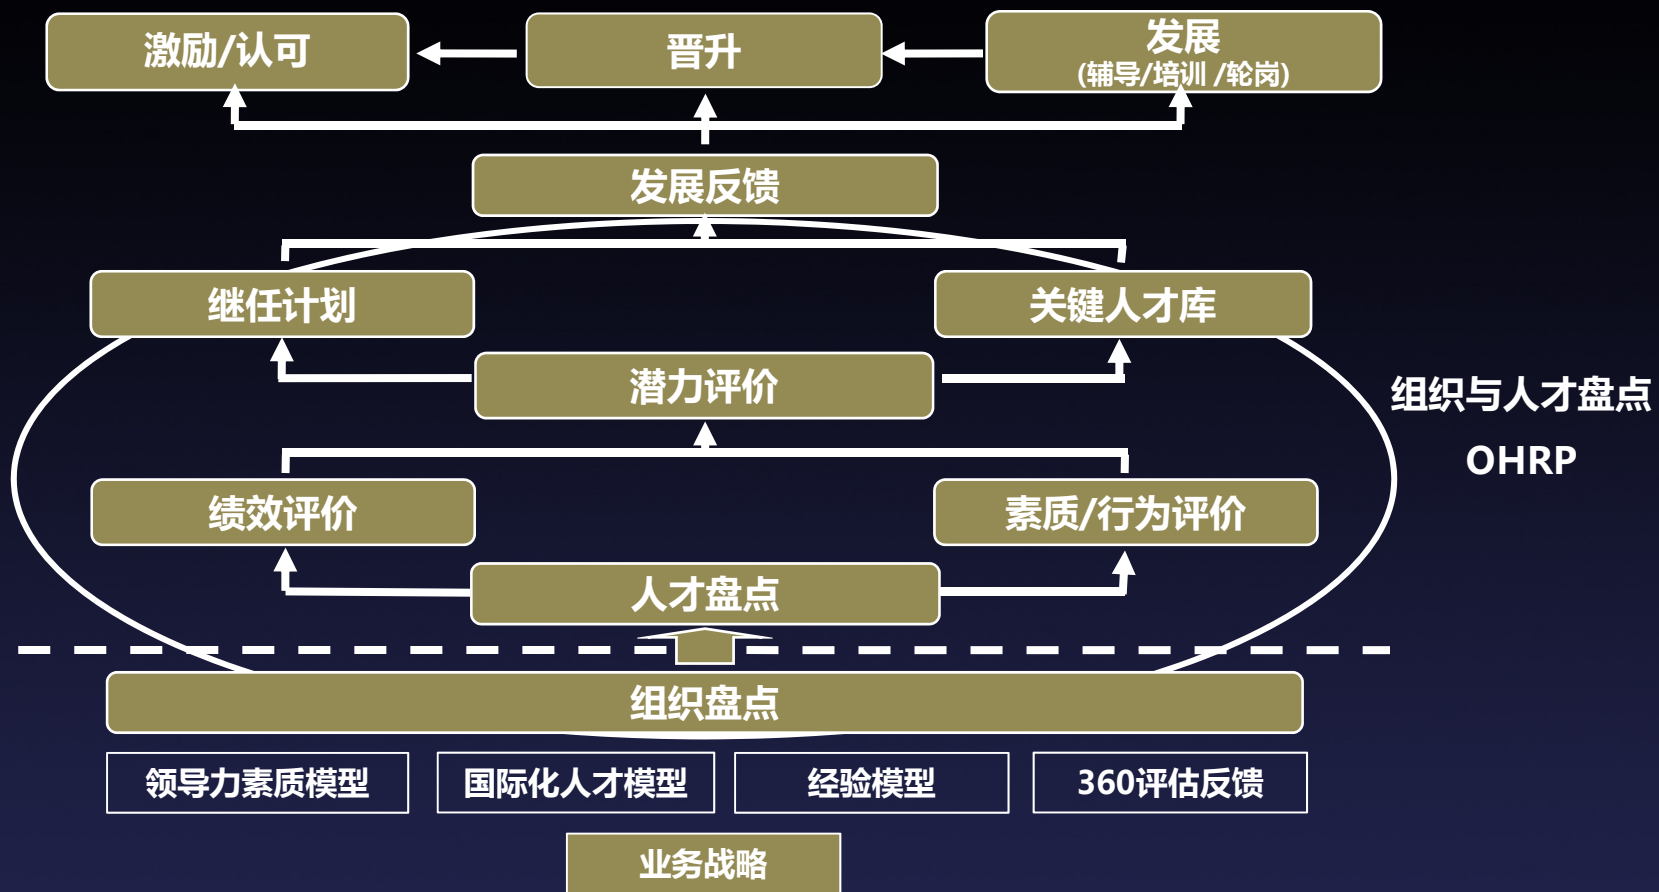 激励/认可
晋升
发展
(辅导/培训 /轮岗)
发展反馈
继任计划
关键人才库
潜力评价
组织与人才盘点
OHRP
绩效评价
素质/行为评价
人才盘点
组织盘点
领导力素质模型
国际化人才模型
经验模型
360评估反馈
业务战略